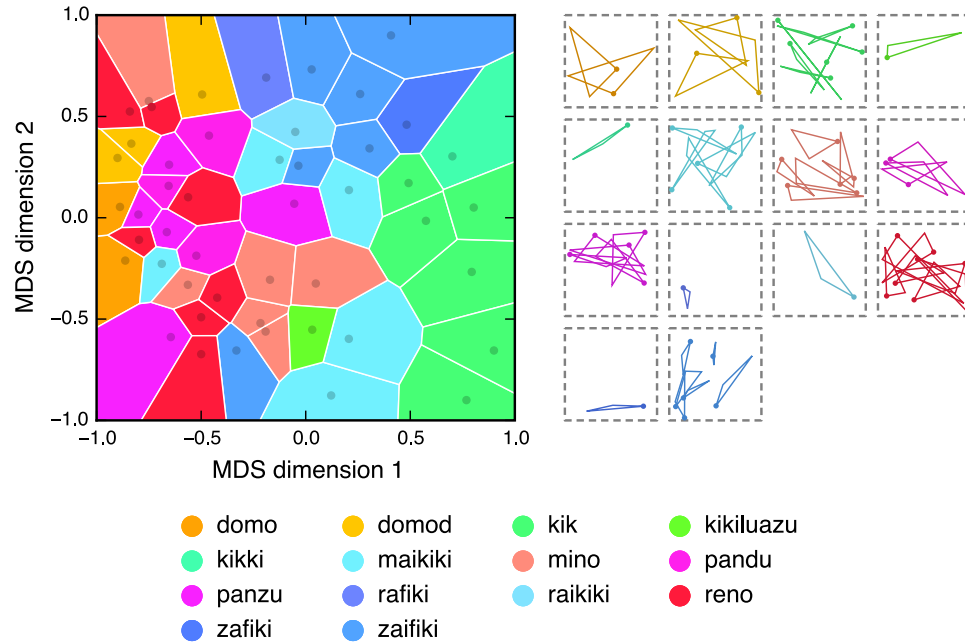 1.0
0.5
0.0
−0.5
−1.0
MDS dimension 2
−1.0 −0.5 0.0 0.5 1.0
MDS dimension 1
domo domod kik kikiluazu
kikki maikiki mino pandu
panzu rafiki raikiki reno
zafiki zaifiki